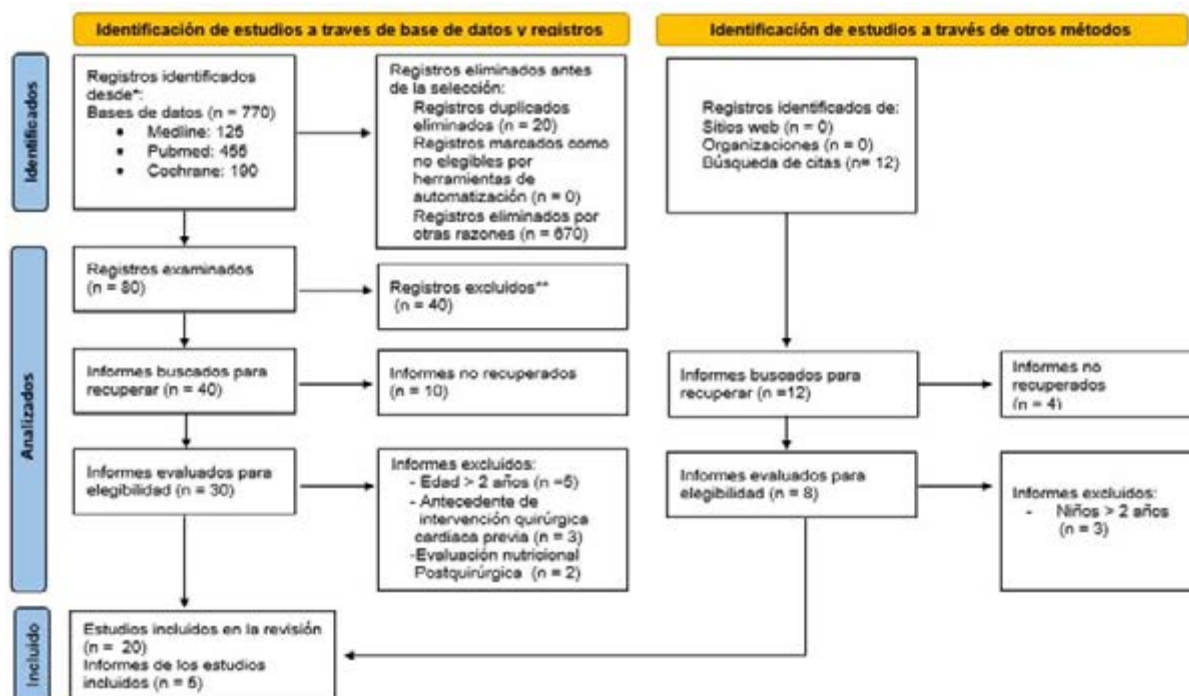 Identificación de estudios a traves de base de datos y registros
Identificación de estudios a través de otros métodos
Identificados
Registros identificados
desde*:
Bases de datos (n = 770)
• Medline: 125
• Pubmed: 455
• Cochrane: 190
Registros eliminados antes
de la selección:
Registros duplicados
eliminados (n = 20)
Registros marcados como
no elegibles por
herramientas de
automatización (n = 0)
Registros eliminados por
otras razones (n = 670)
Registros identificados de:
Sitios web (n = 0)
Organizaciones (n = 0)
Búsqueda de citas (n= 12)
Analizados
Registros examinados
(n = 80)
Registros excluidos**
(n = 40)
Informes buscados para
recuperar (n = 40)
Informes no recuperados
(n = 10)
Informes buscados para
recuperar (n =12)
Informes no
recuperados
(n = 4)
Informes evaluados para
elegibilidad (n = 30)
Informes excluidos:
- Edad > 2 años (n =5)
- Antecedente de
intervención quirúrgica
cardiaca previa (n = 3)
-Evaluación nutricional
Postquirúrgica (n = 2)
Informes evaluados para
elegibilidad (n = 8)
Informes excluidos:
- Niños > 2 años
(n = 3)
Incluido
Estudios incluidos en la revisión
(n = 20)
Informes de los estudios
incluidos (n = 5)